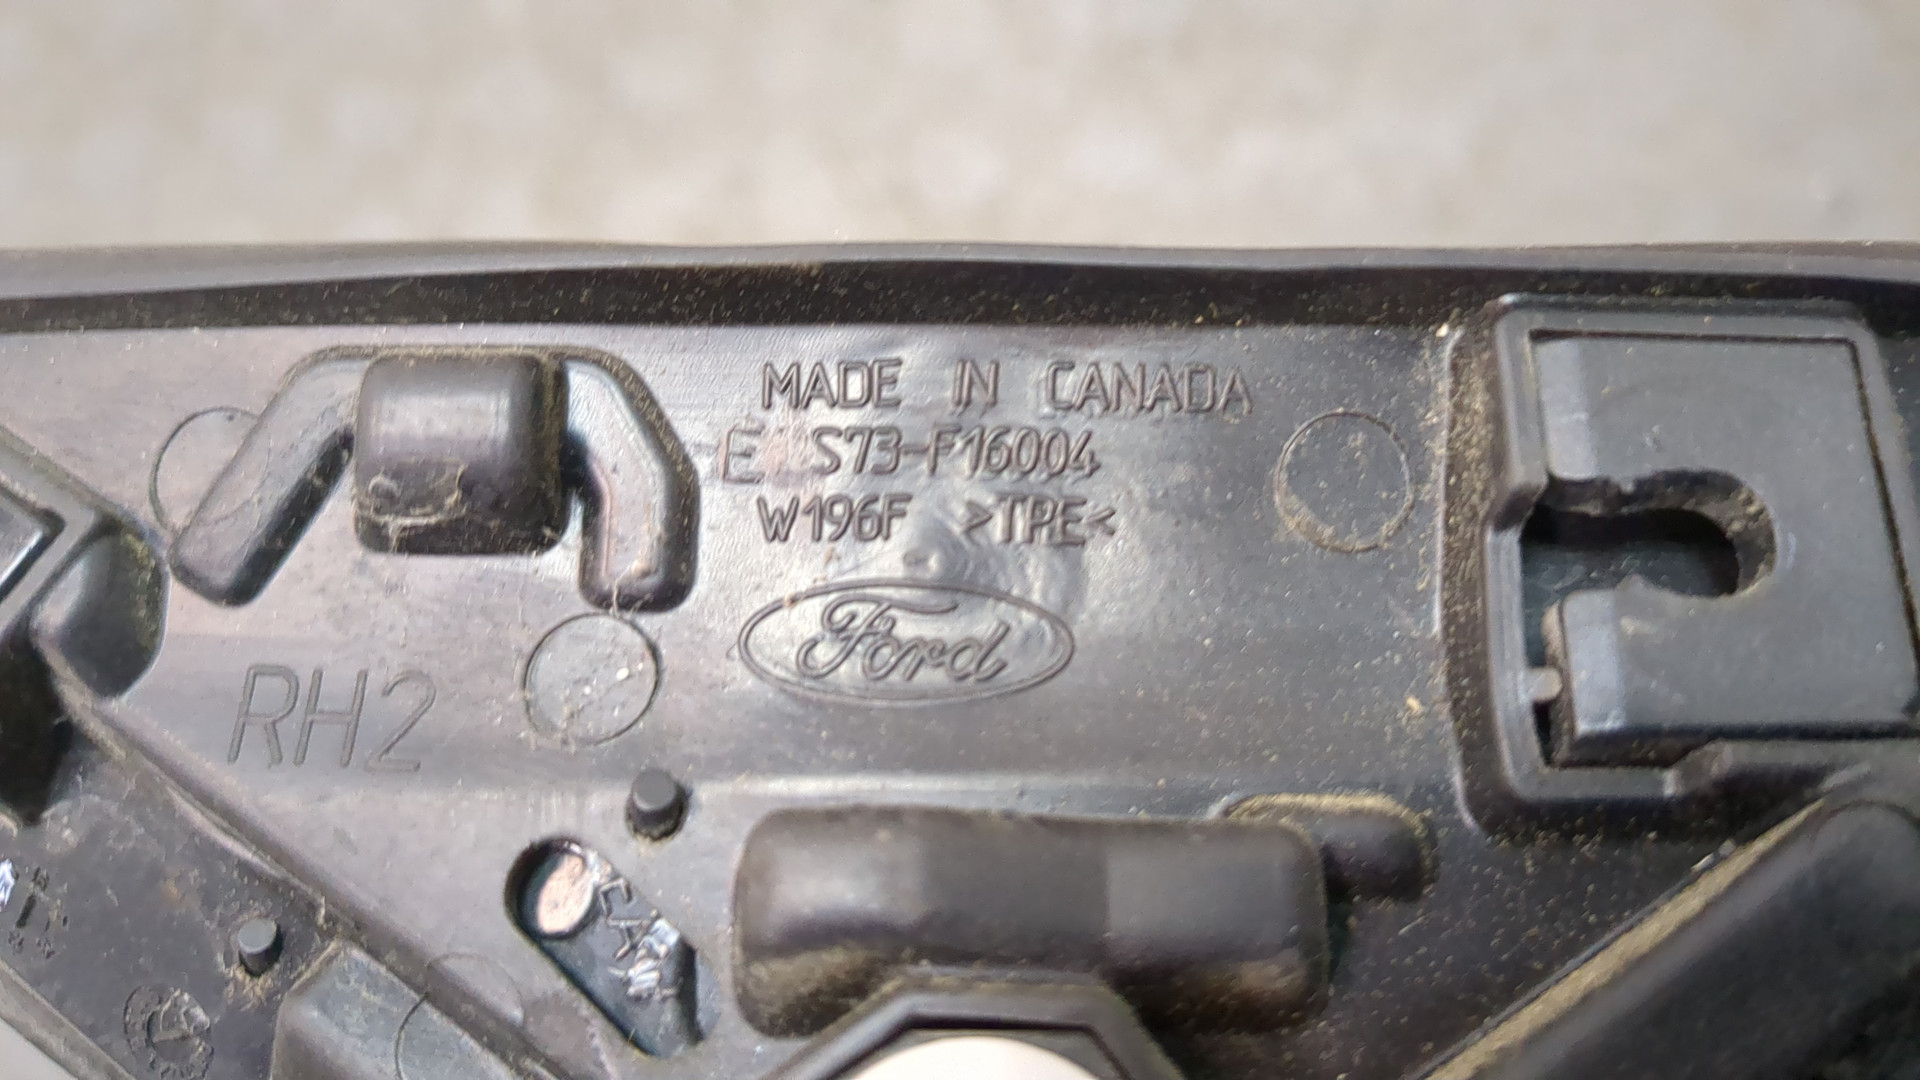 MADE IN CANADA
S73-F16004
W196F >TPE<
Ford
RH2